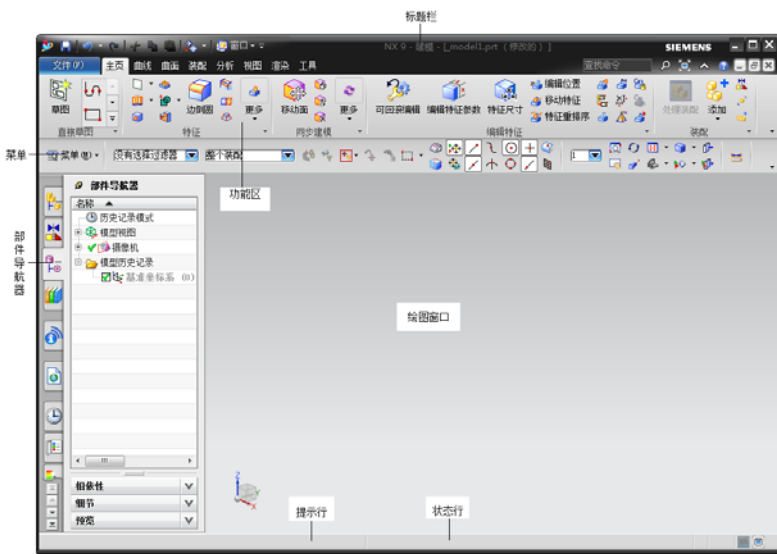 标题栏
NX 9 - 建模 - [_model1.prt （修改的）]
SIEMENS
窗口
文件(F) 主页 曲线 曲面 装配 分析 视图 渲染 工具
查找命令
草图
边倒圆
更多
移动面
更多
可回滚编辑
编辑特征参数
特征尺寸
编辑位置
移动特征
特征重排序
添加
直接草图
特征
同步建模
编辑特征
装配
菜单
菜单(M)
没有选择过滤器
整个装配
1
功能区
部件导航器
部件导航器
名称
历史记录模式
模型视图
摄像机
模型历史记录
基准坐标系 (0)
绘图窗口
相依性
细节
预览
Z
X
提示行
状态行